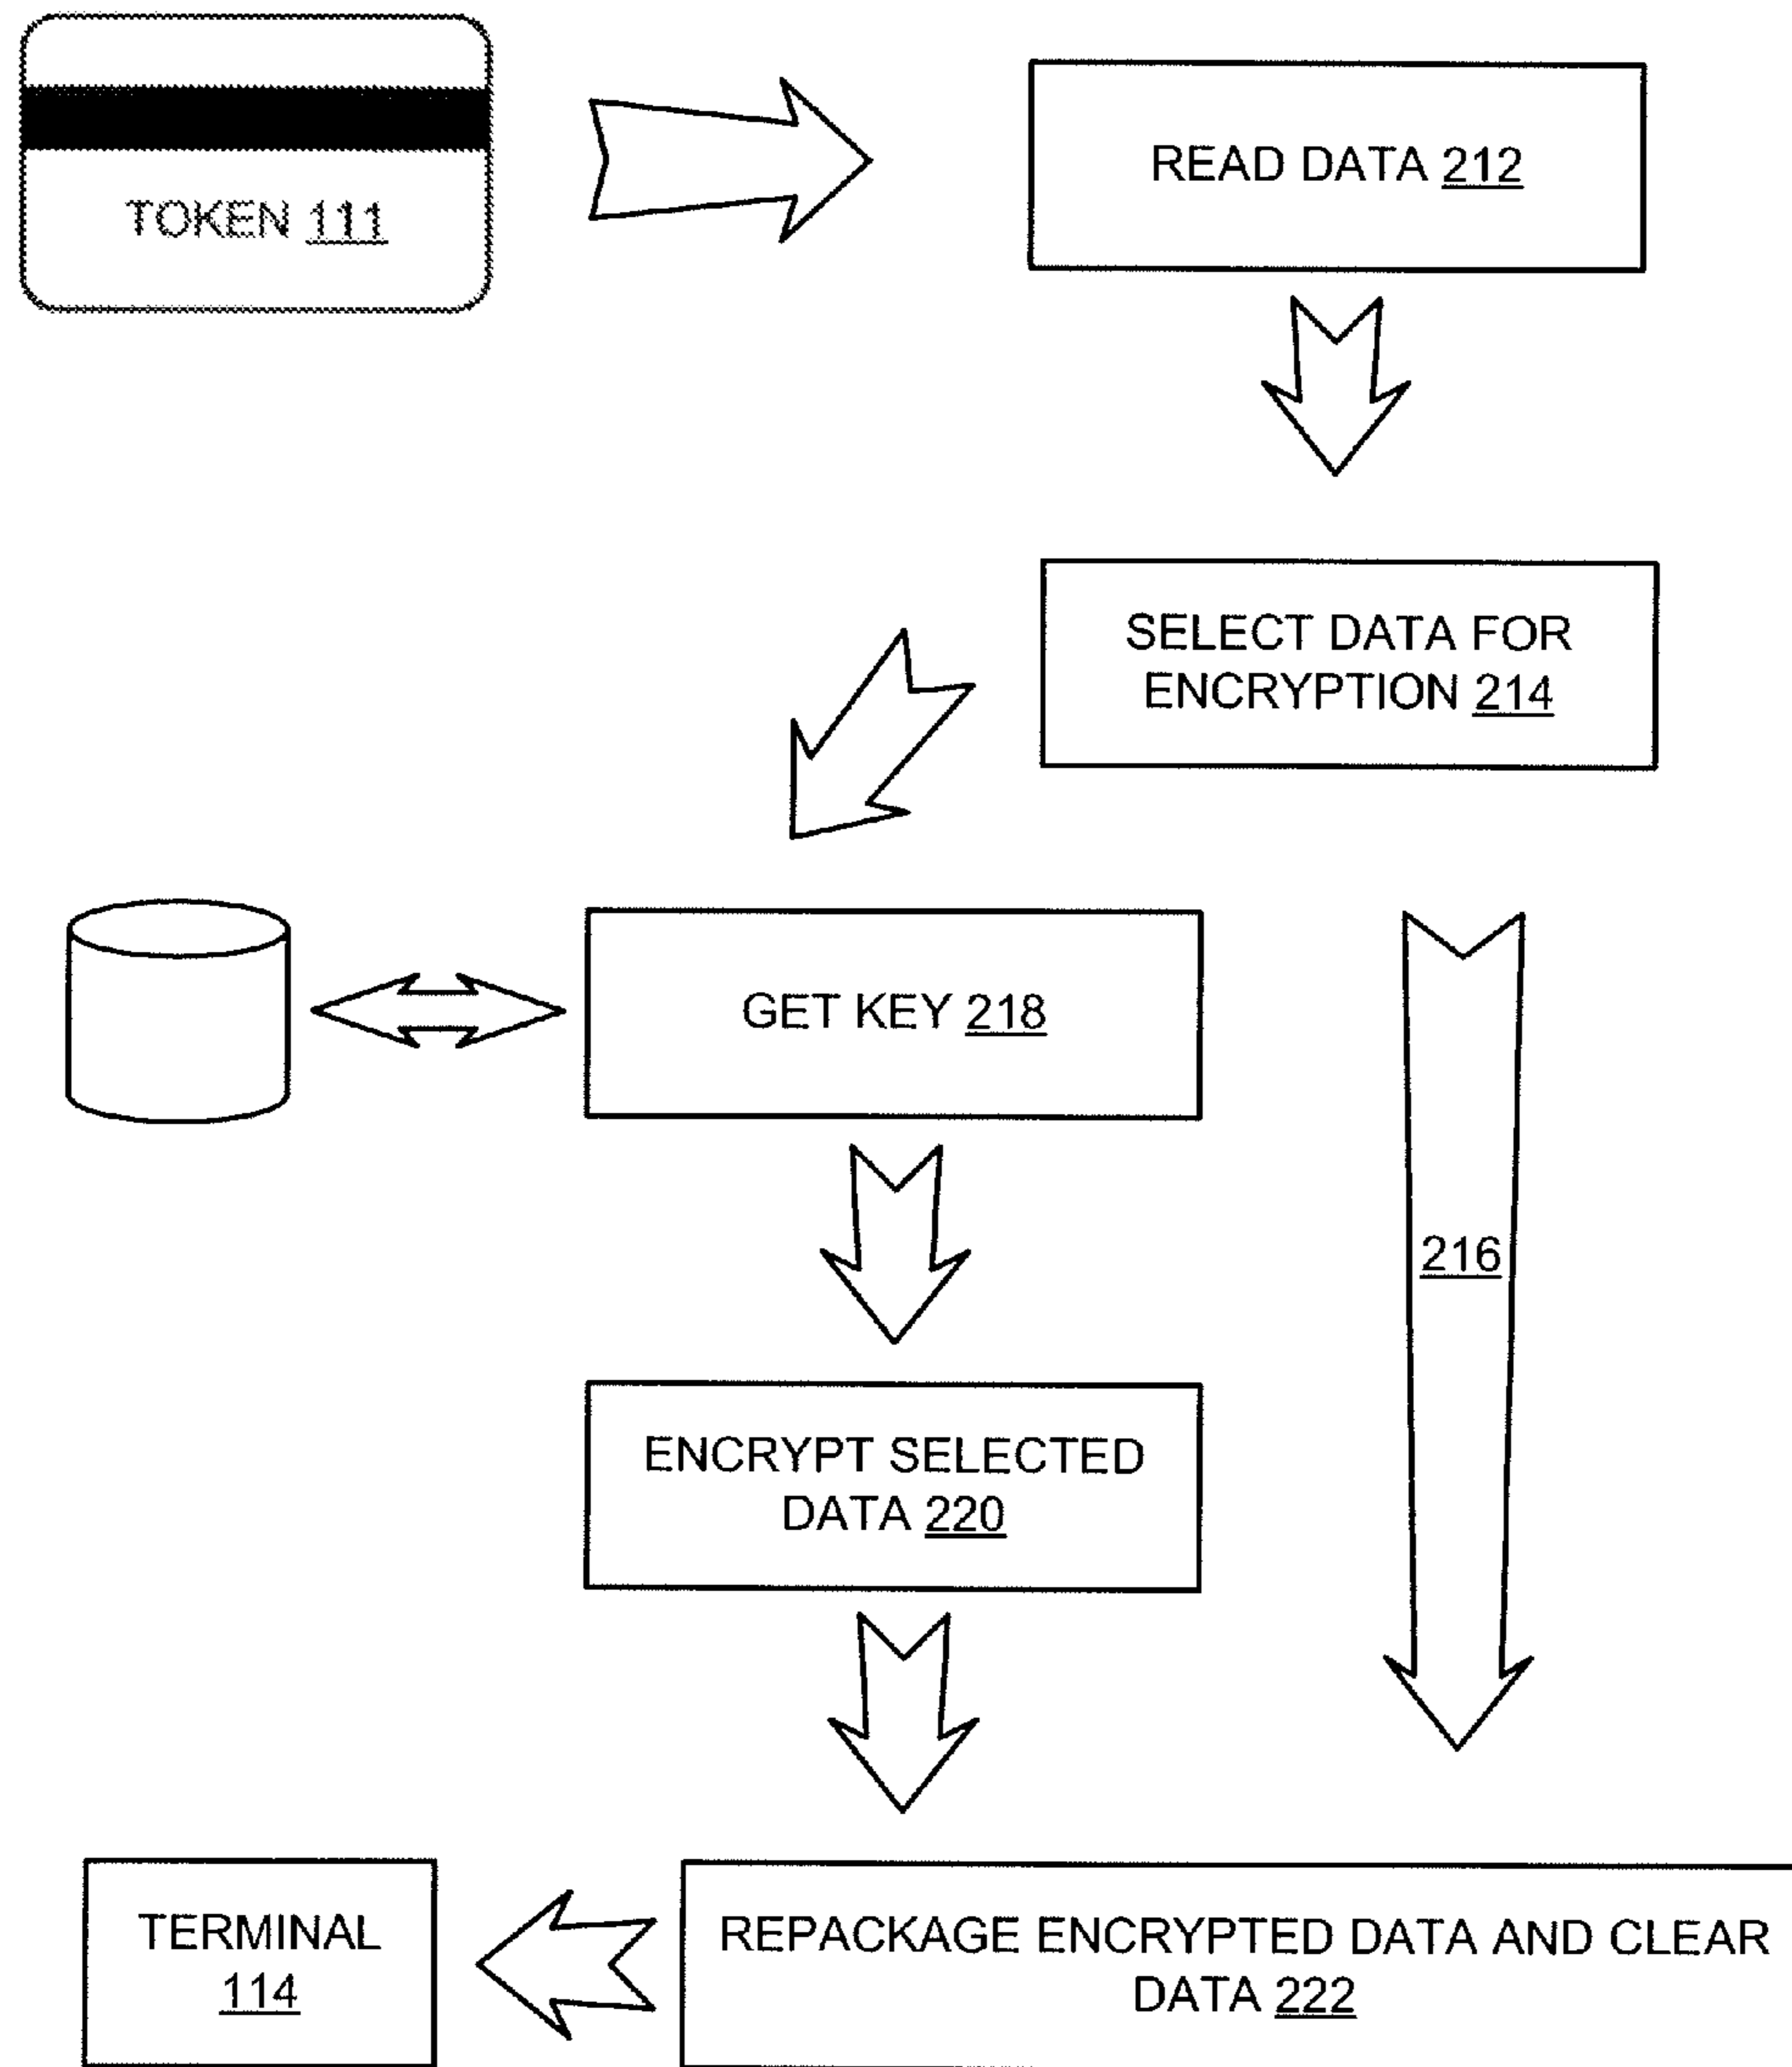 TOKEN 111
READ DATA 212
SELECT DATA FOR
ENCRYPTION 214
GET KEY 218
216
ENCRYPT SELECTED
DATA 220
TERMINAL
114
REPACKAGE ENCRYPTED DATA AND CLEAR
DATA 222